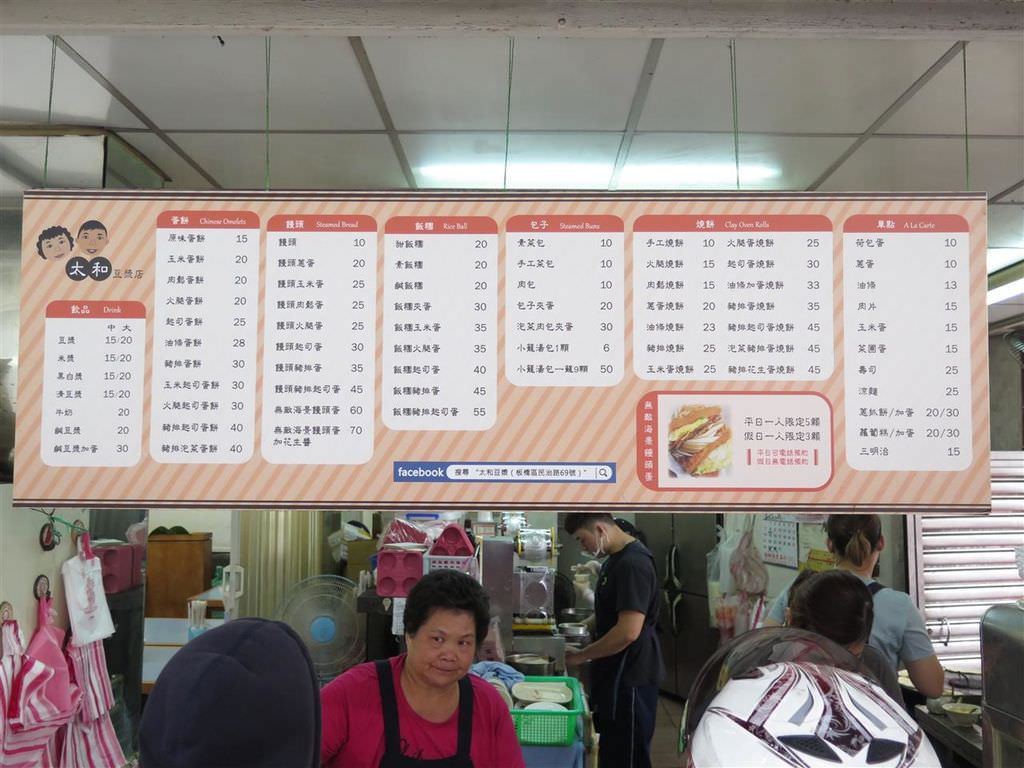 太和豆漿店
飲品 Drink
中 大
豆漿 15/20
米漿 15/20
黑白漿 15/20
清豆漿 15/20
牛奶 20
鹹豆漿 20
鹹豆漿加蛋 30
蛋餅 Chinese Omelets
原味蛋餅 15
玉米蛋餅 20
肉鬆蛋餅 20
火腿蛋餅 20
起司蛋餅 25
油條蛋餅 28
豬排蛋餅 30
玉米起司蛋餅 30
火腿起司蛋餅 30
豬排起司蛋餅 40
豬排泡菜蛋餅 40
饅頭 Steamed Bread
饅頭 10
饅頭蔥蛋 20
饅頭玉米蛋 25
饅頭肉鬆蛋 25
饅頭火腿蛋 25
饅頭起司蛋 30
饅頭豬排蛋 35
饅頭豬排起司蛋 45
無敵海景饅頭蛋 60
無敵海景饅頭蛋 70
加花生醬
飯糰 Rice Ball
甜飯糰 20
素飯糰 20
鹹飯糰 20
飯糰夾蛋 30
飯糰玉米蛋 35
飯糰火腿蛋 35
飯糰起司蛋 40
飯糰豬排蛋 45
飯糰豬排起司蛋 55
包子 Steamed Buns
素菜包 10
手工菜包 10
肉包 10
包子夾蛋 20
泡菜肉包夾蛋 30
小籠湯包1顆 6
小籠湯包一籠9顆 50
燒餅 Clay Oven Rolls
手工燒餅 10 火腿蛋燒餅 25
火腿燒餅 15 起司蛋燒餅 30
肉鬆燒餅 15 油條加蛋燒餅 33
蔥蛋燒餅 20 豬排蛋燒餅 35
油條燒餅 23 豬排起司蛋燒餅 45
豬排燒餅 25 泡菜豬排蛋燒餅 45
玉米蛋燒餅 25 豬排花生蛋燒餅 45
單點 A La Carte
荷包蛋 10
蔥蛋 10
油條 13
肉片 15
玉米蛋 15
菜圃蛋 15
壽司 25
涼麵 25
蔥抓餅/加蛋 20/30
蘿蔔糕/加蛋 20/30
三明治 15
無敵海景饅頭蛋
平日一人限定5顆
假日一人限定3顆
平日可電話預約
假日無電話預約
facebook 搜尋 "太和豆漿（板橋區民治路69號）"